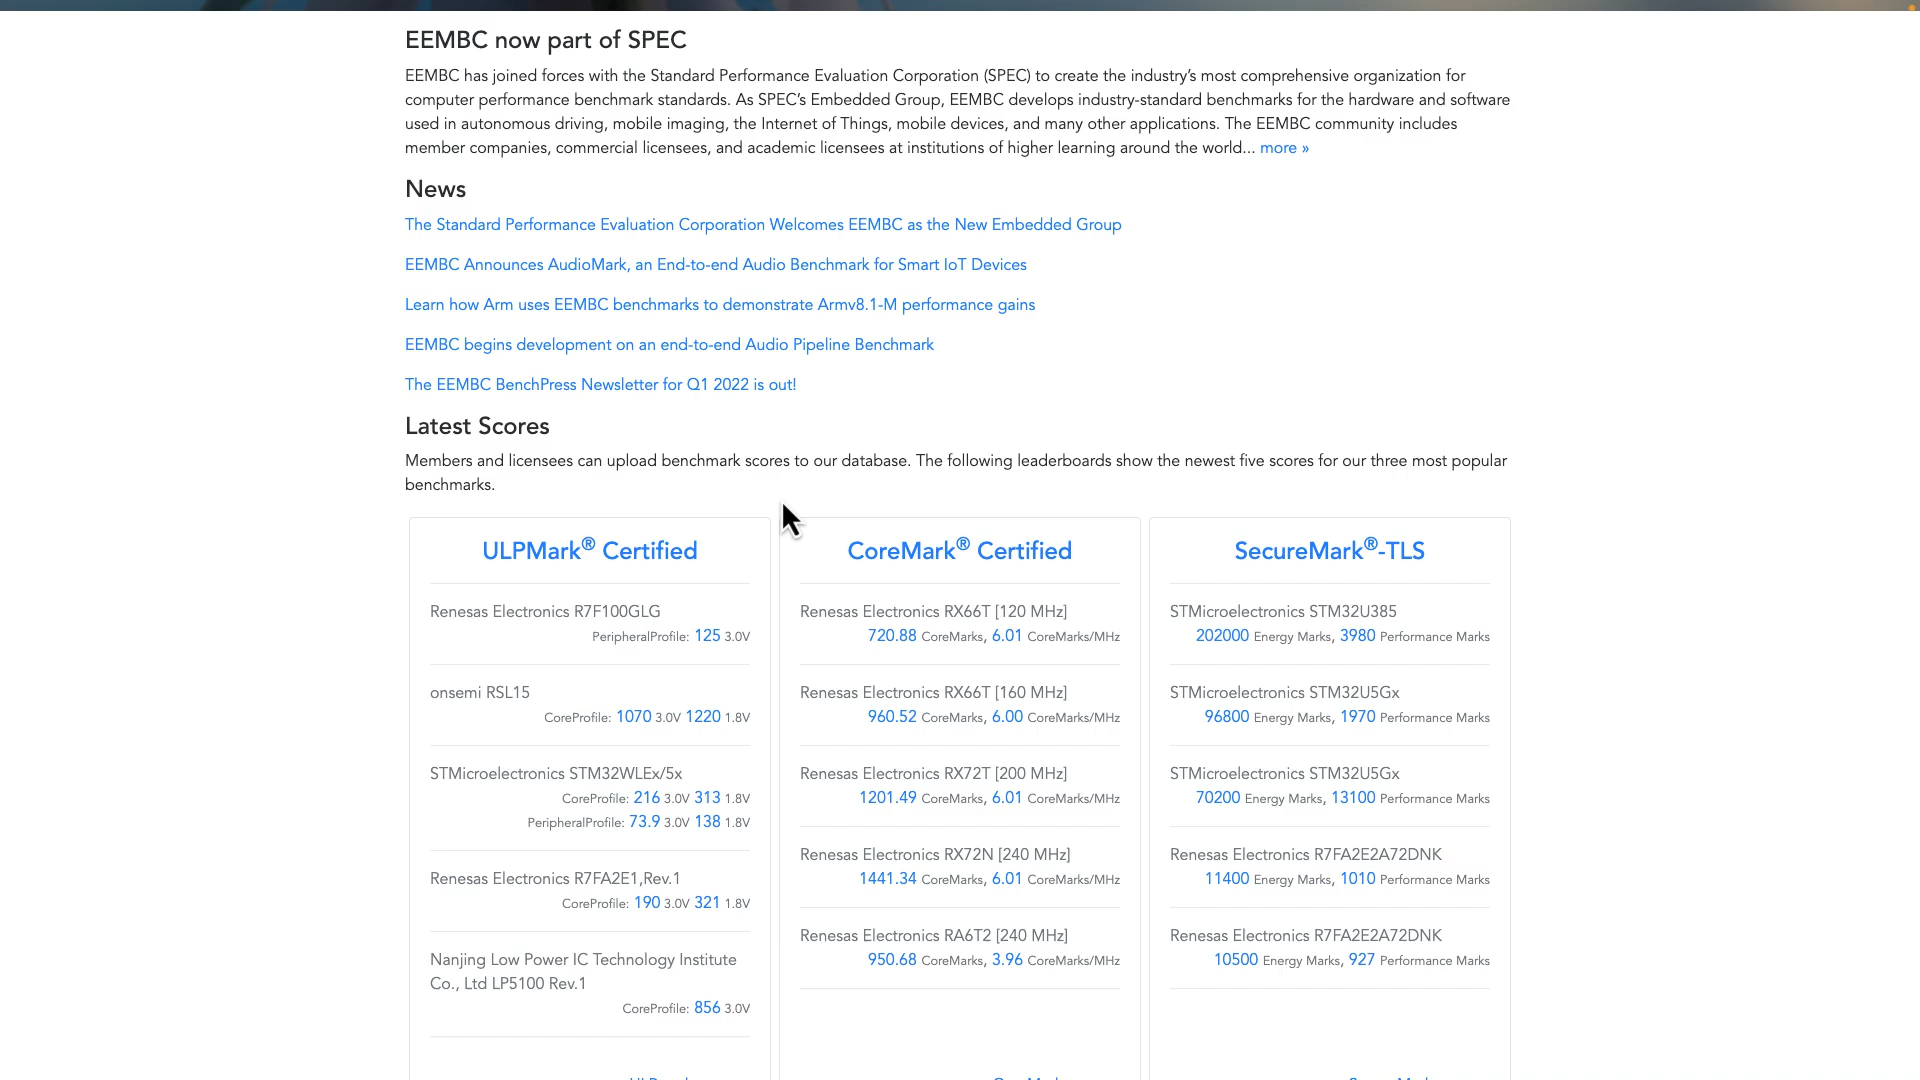 EEMBC now part of SPEC
EEMBC has joined forces with the Standard Performance Evaluation Corporation (SPEC) to create the industry’s most comprehensive organization for
computer performance benchmark standards. As SPEC’s Embedded Group, EEMBC develops industry-standard benchmarks for the hardware and software
used in autonomous driving, mobile imaging, the Internet of Things, mobile devices, and many other applications. The EEMBC community includes
member companies, commercial licensees, and academic licensees at institutions of higher learning around the world... more »
News
The Standard Performance Evaluation Corporation Welcomes EEMBC as the New Embedded Group
EEMBC Announces AudioMark, an End-to-end Audio Benchmark for Smart IoT Devices
Learn how Arm uses EEMBC benchmarks to demonstrate Armv8.1-M performance gains
EEMBC begins development on an end-to-end Audio Pipeline Benchmark
The EEMBC BenchPress Newsletter for Q1 2022 is out!
Latest Scores
Members and licensees can upload benchmark scores to our database. The following leaderboards show the newest five scores for our three most popular
benchmarks.
ULPMark® Certified
Renesas Electronics R7F100GLG
PeripheralProfile: 125 3.0V
onsemi RSL15
CoreProfile: 1070 3.0V 1220 1.8V
STMicroelectronics STM32WLEx/5x
CoreProfile: 216 3.0V 313 1.8V
PeripheralProfile: 73.9 3.0V 138 1.8V
Renesas Electronics R7FA2E1,Rev.1
CoreProfile: 190 3.0V 321 1.8V
Nanjing Low Power IC Technology Institute
Co., Ltd LP5100 Rev.1
CoreProfile: 856 3.0V
CoreMark® Certified
Renesas Electronics RX66T [120 MHz]
720.88 CoreMarks, 6.01 CoreMarks/MHz
Renesas Electronics RX66T [160 MHz]
960.52 CoreMarks, 6.00 CoreMarks/MHz
Renesas Electronics RX72T [200 MHz]
1201.49 CoreMarks, 6.01 CoreMarks/MHz
Renesas Electronics RX72N [240 MHz]
1441.34 CoreMarks, 6.01 CoreMarks/MHz
Renesas Electronics RA6T2 [240 MHz]
950.68 CoreMarks, 3.96 CoreMarks/MHz
SecureMark®-TLS
STMicroelectronics STM32U385
202000 Energy Marks, 3980 Performance Marks
STMicroelectronics STM32U5Gx
96800 Energy Marks, 1970 Performance Marks
STMicroelectronics STM32U5Gx
70200 Energy Marks, 13100 Performance Marks
Renesas Electronics R7FA2E2A72DNK
11400 Energy Marks, 1010 Performance Marks
Renesas Electronics R7FA2E2A72DNK
10500 Energy Marks, 927 Performance Marks